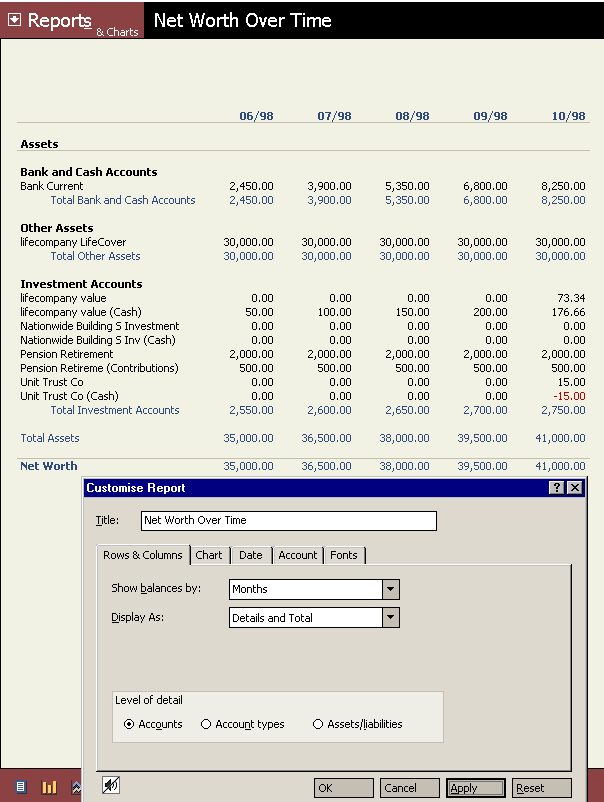 Reports & Charts Net Worth Over Time
06/98 07/98 08/98 09/98 10/98
Assets
Bank and Cash Accounts
Bank Current 2,450.00 3,900.00 5,350.00 6,800.00 8,250.00
Total Bank and Cash Accounts 2,450.00 3,900.00 5,350.00 6,800.00 8,250.00
Other Assets
lifecompany LifeCover 30,000.00 30,000.00 30,000.00 30,000.00 30,000.00
Total Other Assets 30,000.00 30,000.00 30,000.00 30,000.00 30,000.00
Investment Accounts
lifecompany value 0.00 0.00 0.00 0.00 73.34
lifecompany value (Cash) 50.00 100.00 150.00 200.00 176.66
Nationwide Building S Investment 0.00 0.00 0.00 0.00 0.00
Nationwide Building S Inv (Cash) 0.00 0.00 0.00 0.00 0.00
Pension Retirement 2,000.00 2,000.00 2,000.00 2,000.00 2,000.00
Pension Retireme (Contributions) 500.00 500.00 500.00 500.00 500.00
Unit Trust Co 0.00 0.00 0.00 0.00 15.00
Unit Trust Co (Cash) 0.00 0.00 0.00 0.00 -15.00
Total Investment Accounts 2,550.00 2,600.00 2,650.00 2,700.00 2,750.00
Total Assets 35,000.00 36,500.00 38,000.00 39,500.00 41,000.00
Net Worth 35,000.00 36,500.00 38,000.00 39,500.00 41,000.00
Customise Report
Title: Net Worth Over Time
Rows & Columns Chart Date Account Fonts
Show balances by: Months
Display As: Details and Total
Level of detail
Accounts Account types Assets/liabilities
OK Cancel Apply Reset